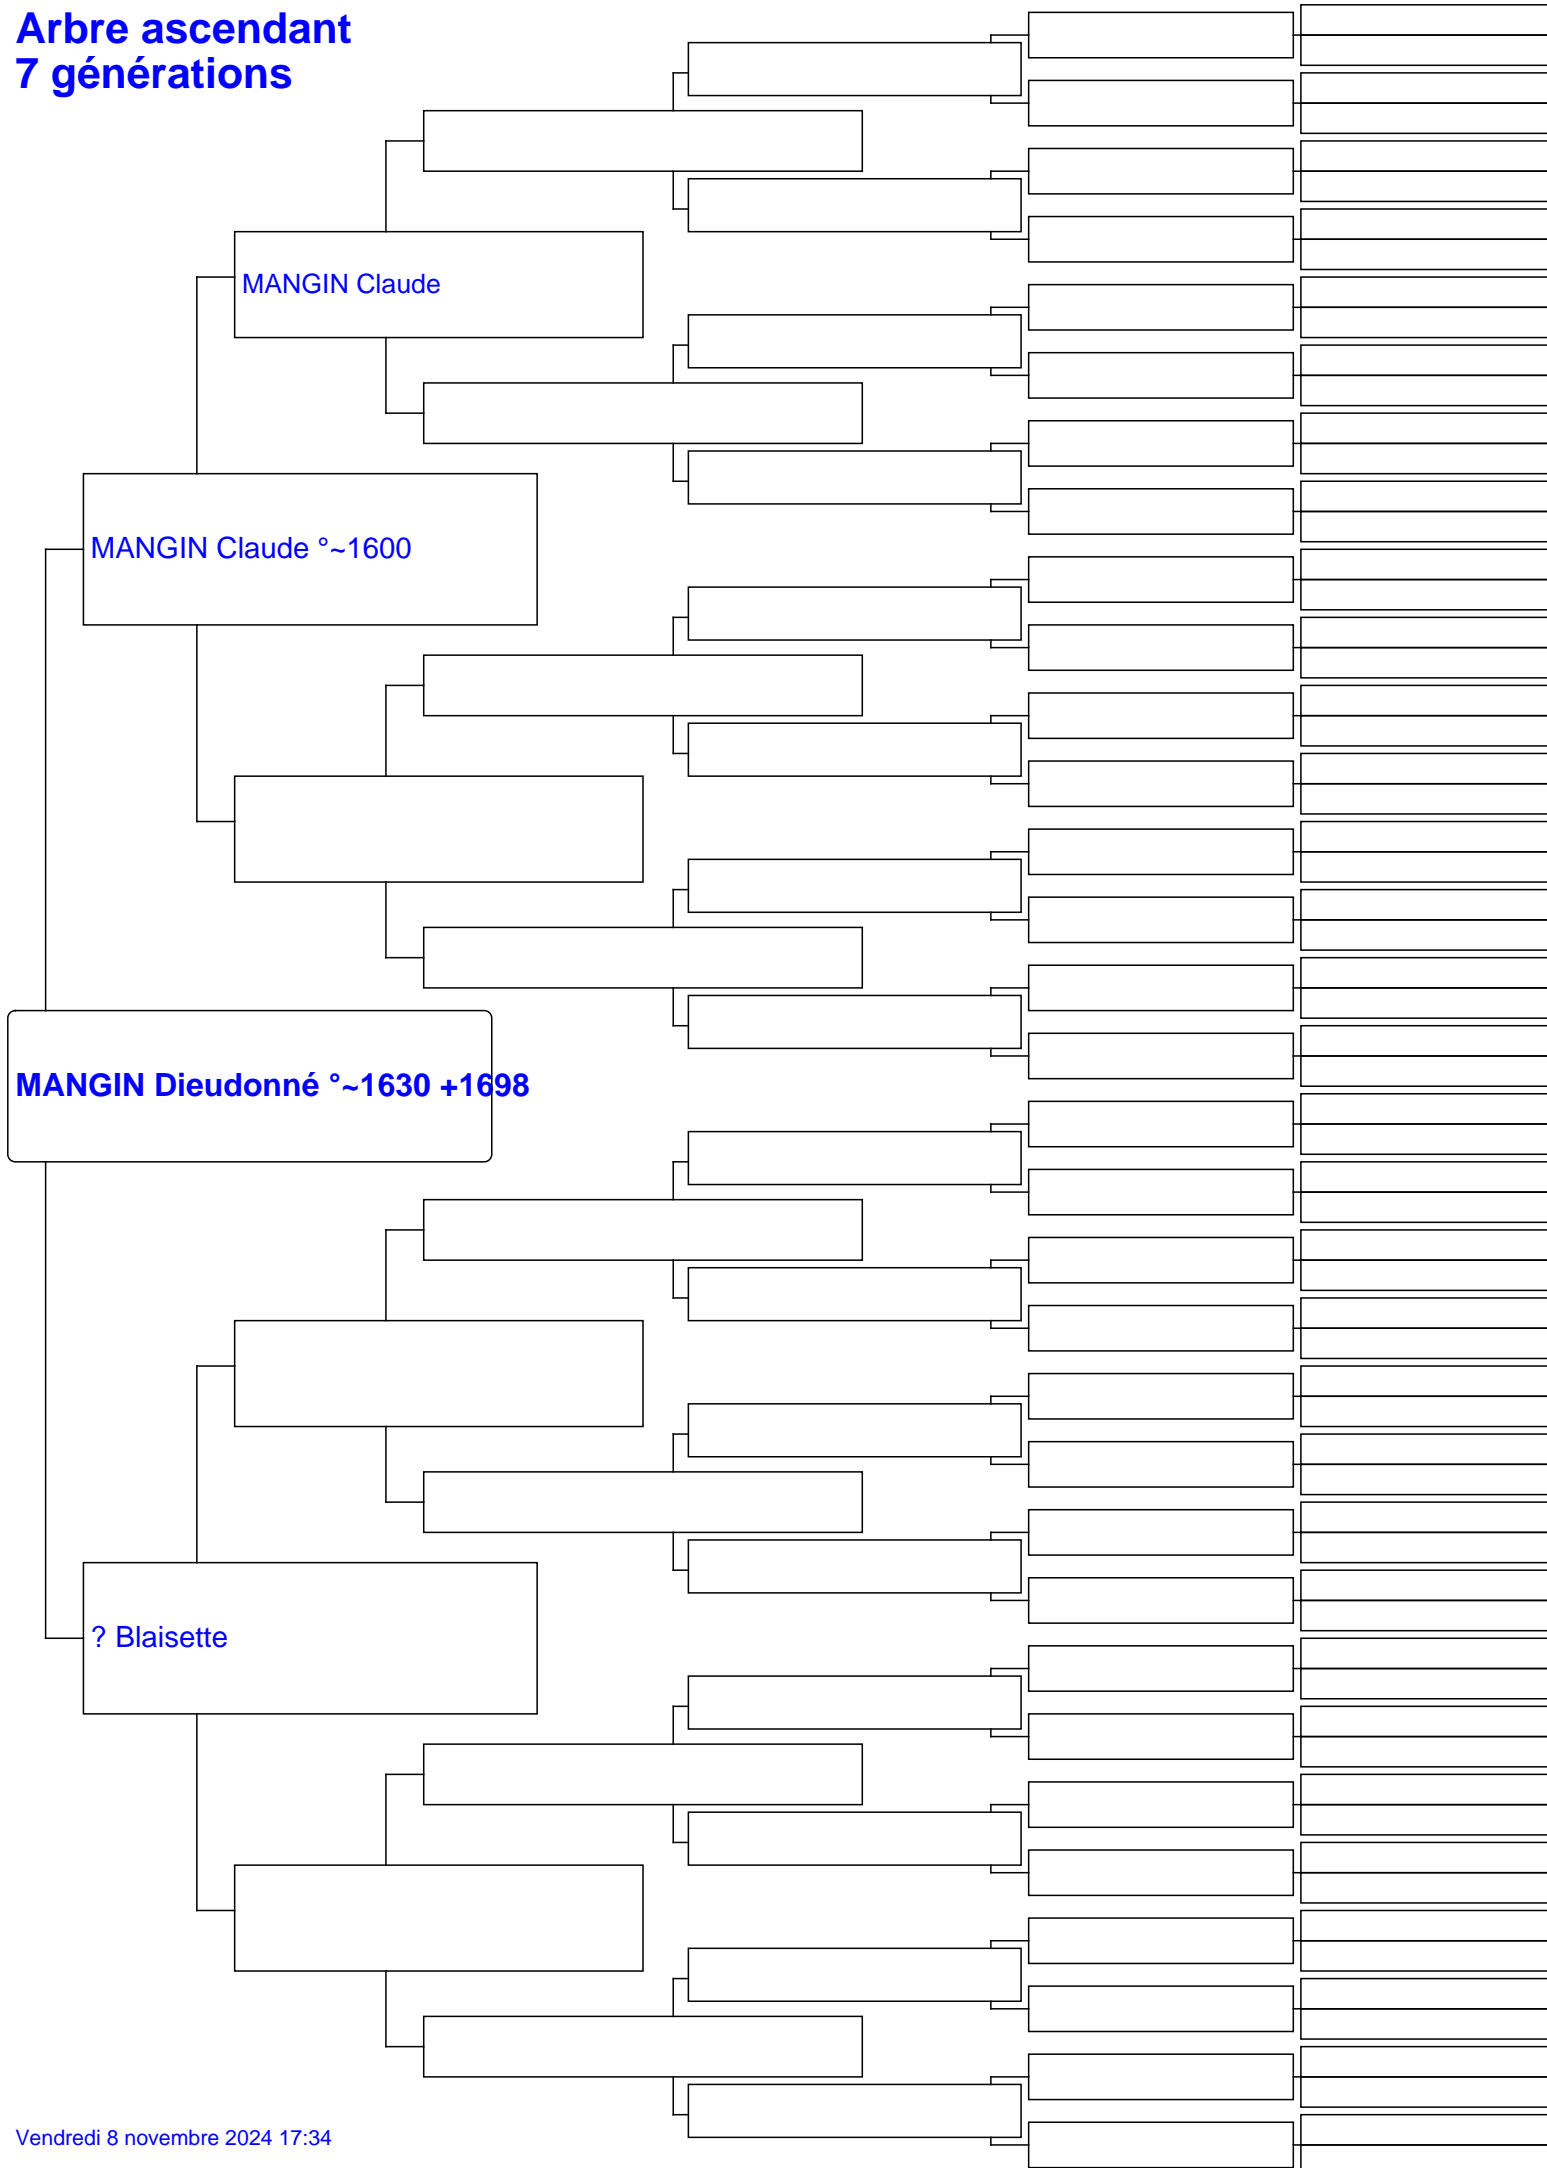 Arbre ascendant
7 générations
MANGIN Claude
MANGIN Claude °~1600
MANGIN Dieudonné °~1630 +1698
? Blaisette
Vendredi 8 novembre 2024 17:34